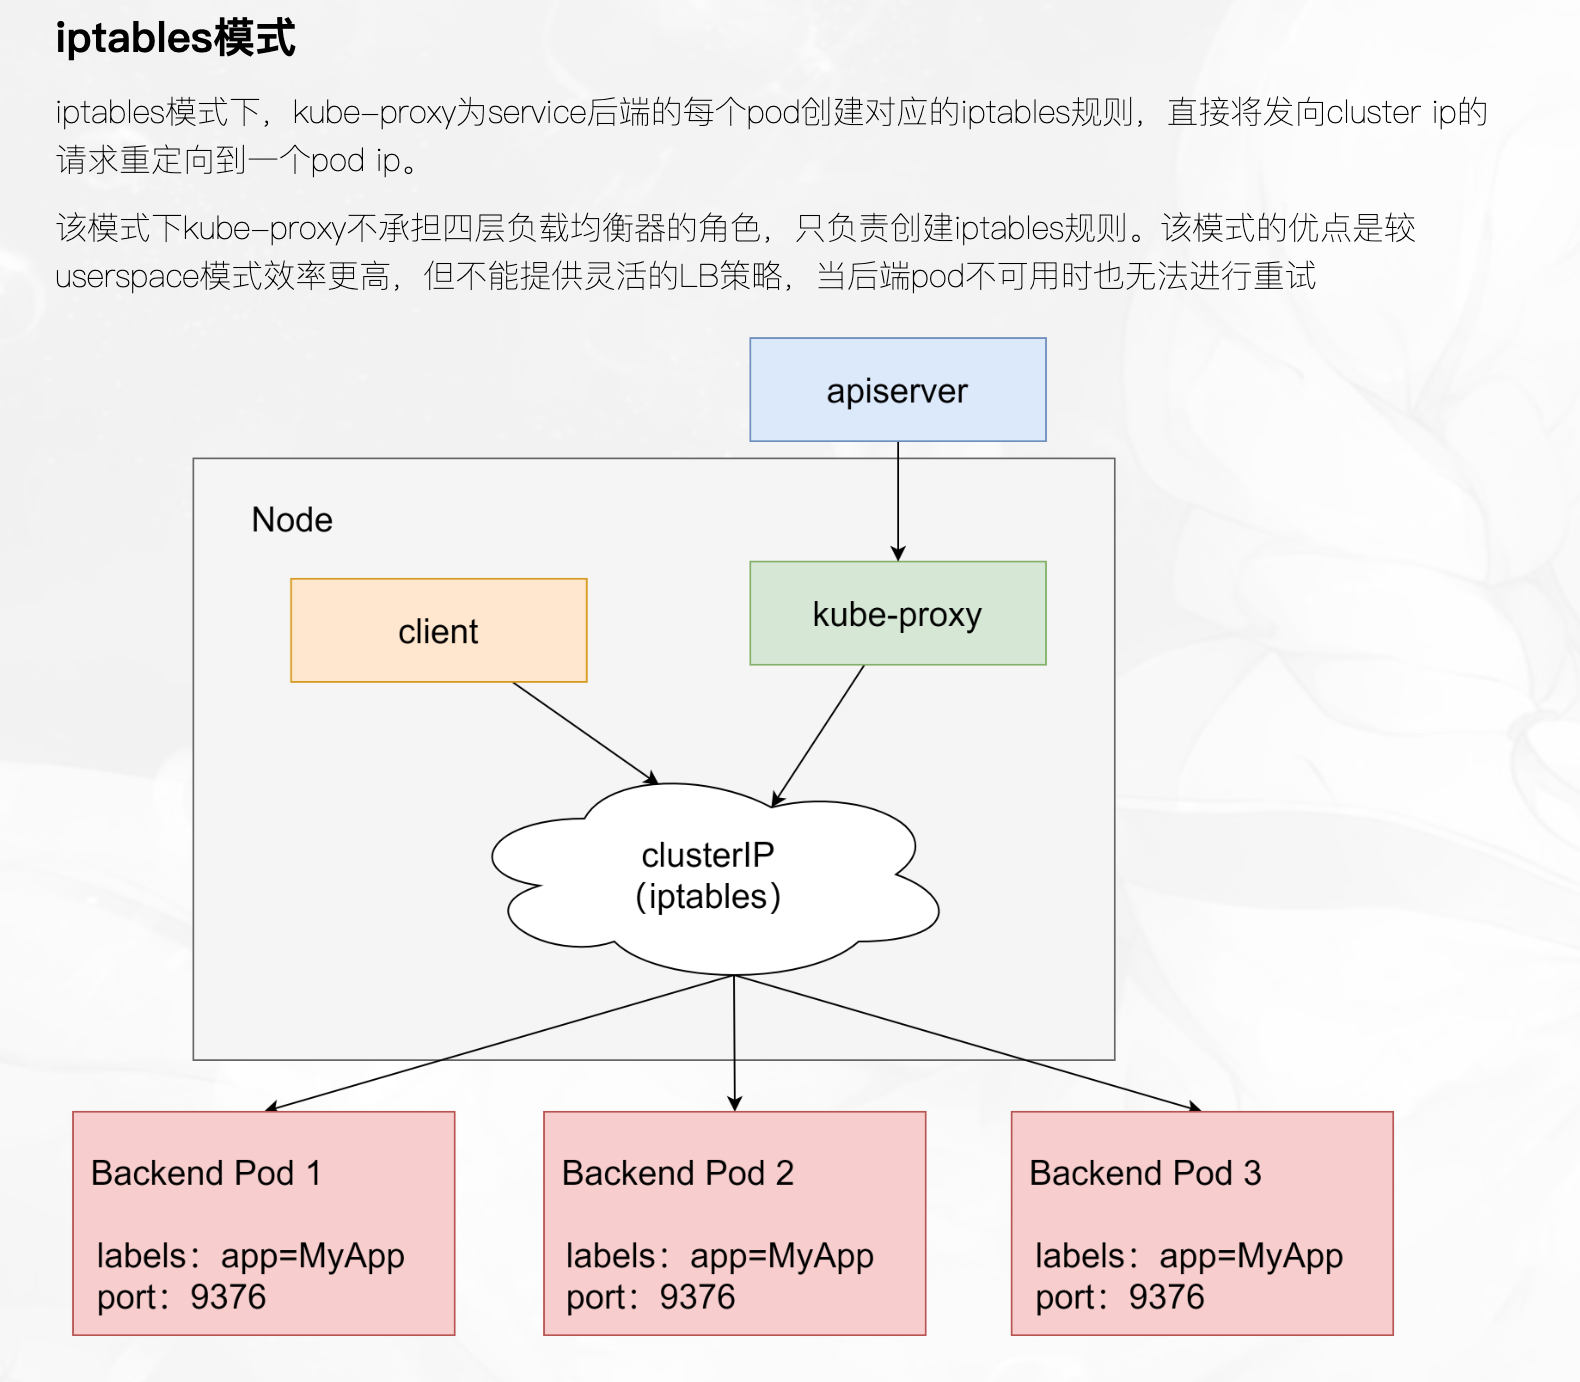 iptables模式
iptables模式下，kube-proxy为service后端的每个pod创建对应的iptables规则，直接将发向cluster ip的
请求重定向到一个pod ip。
该模式下kube-proxy不承担四层负载均衡器的角色，只负责创建iptables规则。该模式的优点是较
userspace模式效率更高，但不能提供灵活的LB策略，当后端pod不可用时也无法进行重试
apiserver
Node
client
kube-proxy
clusterIP
（iptables）
Backend Pod 1
labels：app=MyApp
port：9376
Backend Pod 2
labels：app=MyApp
port：9376
Backend Pod 3
labels：app=MyApp
port：9376